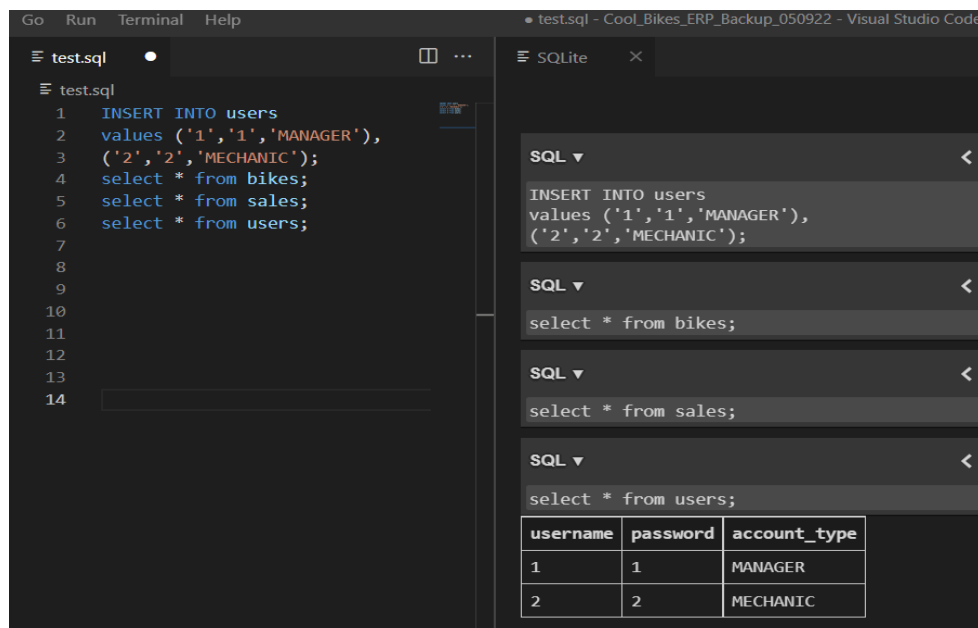 Go Run Terminal Help
● test.sql - Cool_Bikes_ERP_Backup_050922 - Visual Studio Code
test.sql
test.sql
1 INSERT INTO users
2 values ('1','1','MANAGER'),
3 ('2','2','MECHANIC');
4 select * from bikes;
5 select * from sales;
6 select * from users;
7
8
9
10
11
12
13
14
SQLite
SQL ▼
INSERT INTO users
values ('1','1','MANAGER'),
('2','2','MECHANIC');
SQL ▼
select * from bikes;
SQL ▼
select * from sales;
SQL ▼
select * from users;
username password account_type
1 1 MANAGER
2 2 MECHANIC